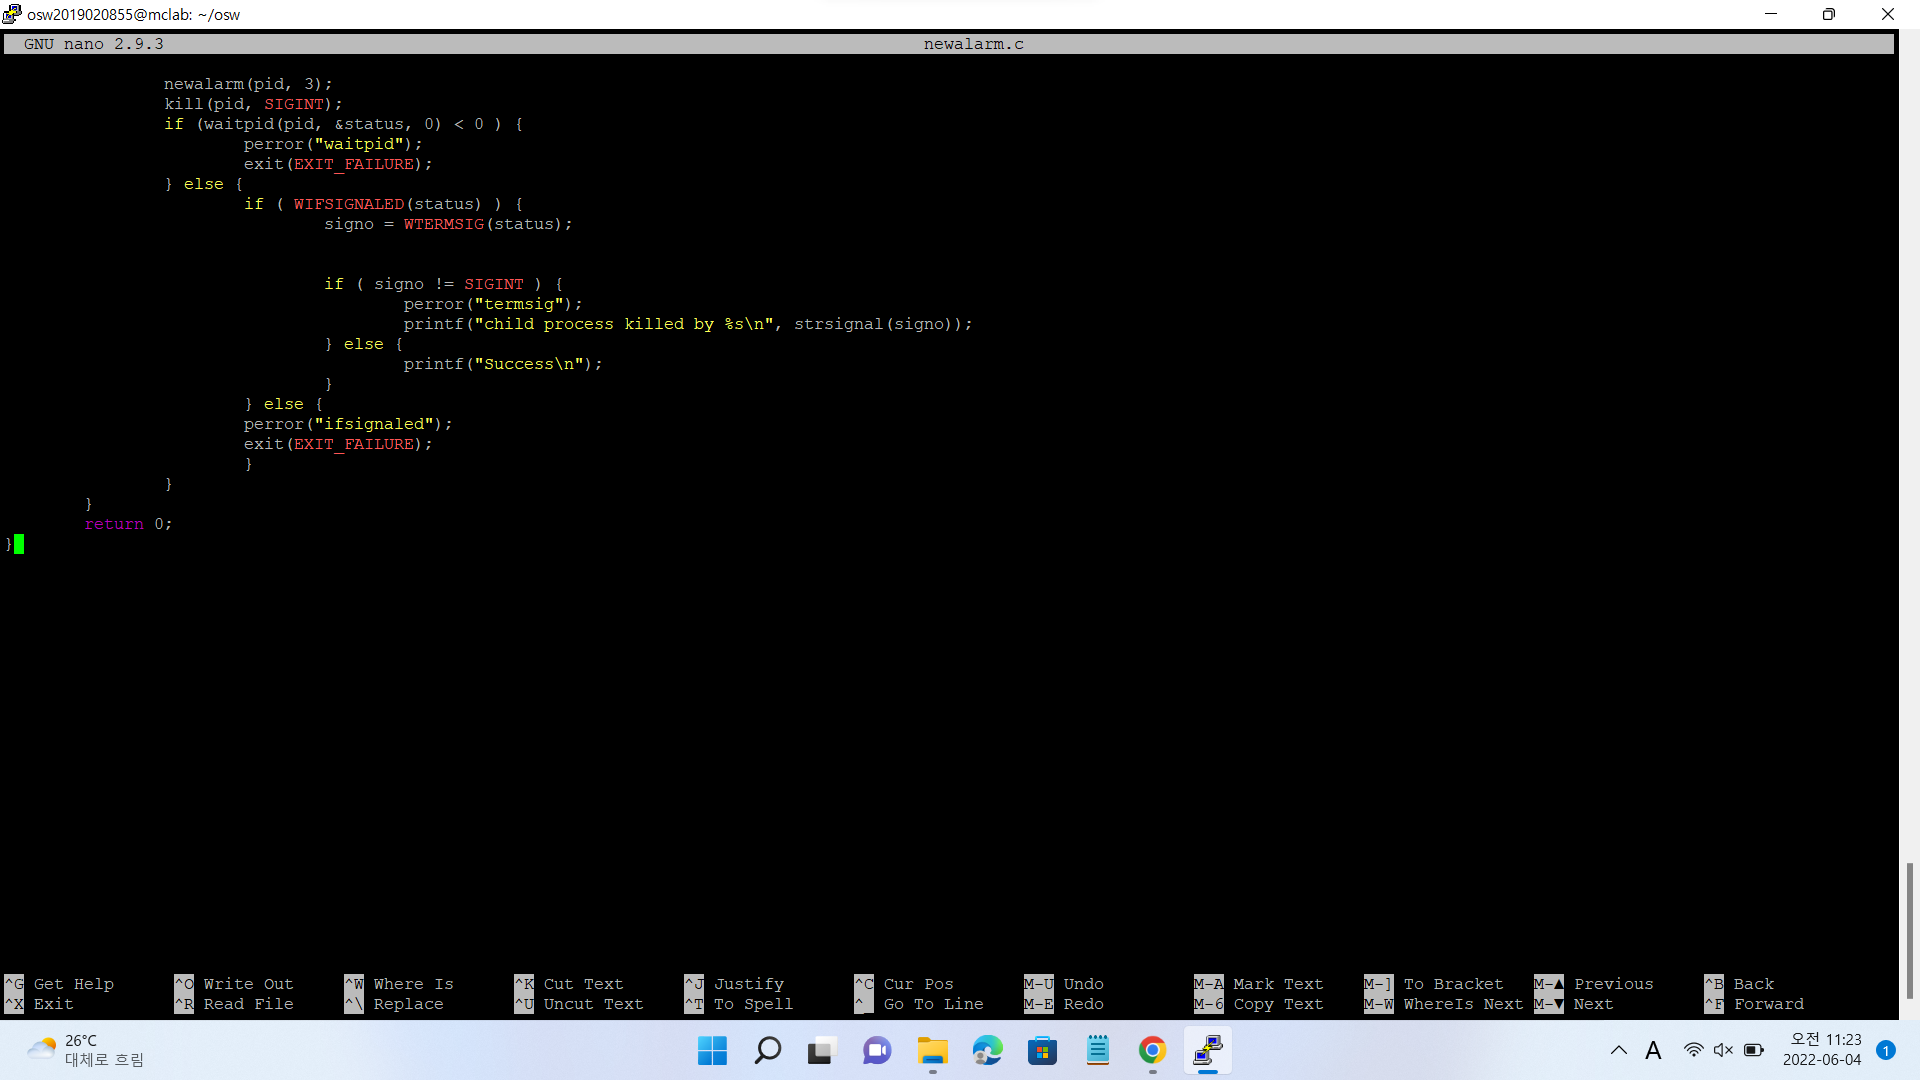 osw2019020855@mclab: ~/osw
GNU nano 2.9.3 newalarm.c
newalarm(pid, 3);
kill(pid, SIGINT);
if (waitpid(pid, &status, 0) < 0 ) {
perror("waitpid");
exit(EXIT_FAILURE);
} else {
if ( WIFSIGNALED(status) ) {
signo = WTERMSIG(status);
if ( signo != SIGINT ) {
perror("termsig");
printf("child process killed by %s\n", strsignal(signo));
} else {
printf("Success\n");
}
} else {
perror("ifsignaled");
exit(EXIT_FAILURE);
}
}
}
return 0;
}
^G Get Help ^O Write Out ^W Where Is ^K Cut Text ^J Justify ^C Cur Pos M-U Undo M-A Mark Text M-] To Bracket M-▲ Previous ^B Back
^X Exit ^R Read File ^\ Replace ^U Uncut Text ^T To Spell ^_ Go To Line M-E Redo M-6 Copy Text M-W WhereIs Next M-▼ Next ^F Forward
26°C
대체로 흐림
A
오전 11:23
2022-06-04
1